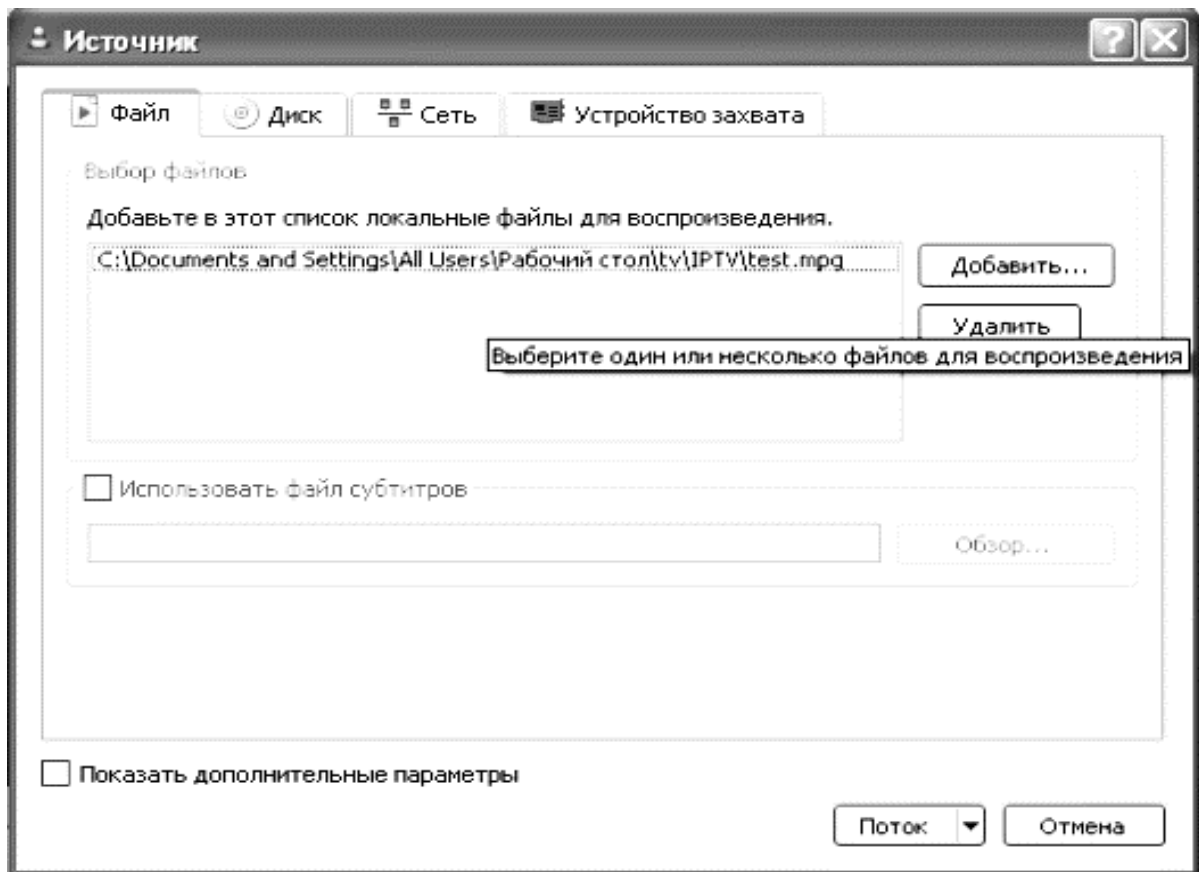 Источник
Файл
Диск
Сеть
Устройство захвата
Выбор файлов
Добавьте в этот список локальные файлы для воспроизведения.
C:\Documents and Settings\All Users\Рабочий стол\tv\IPTV\test.mpg
Добавить...
Удалить
Выберите один или несколько файлов для воспроизведения
Использовать файл субтитров
Обзор...
Показать дополнительные параметры
Поток
Отмена